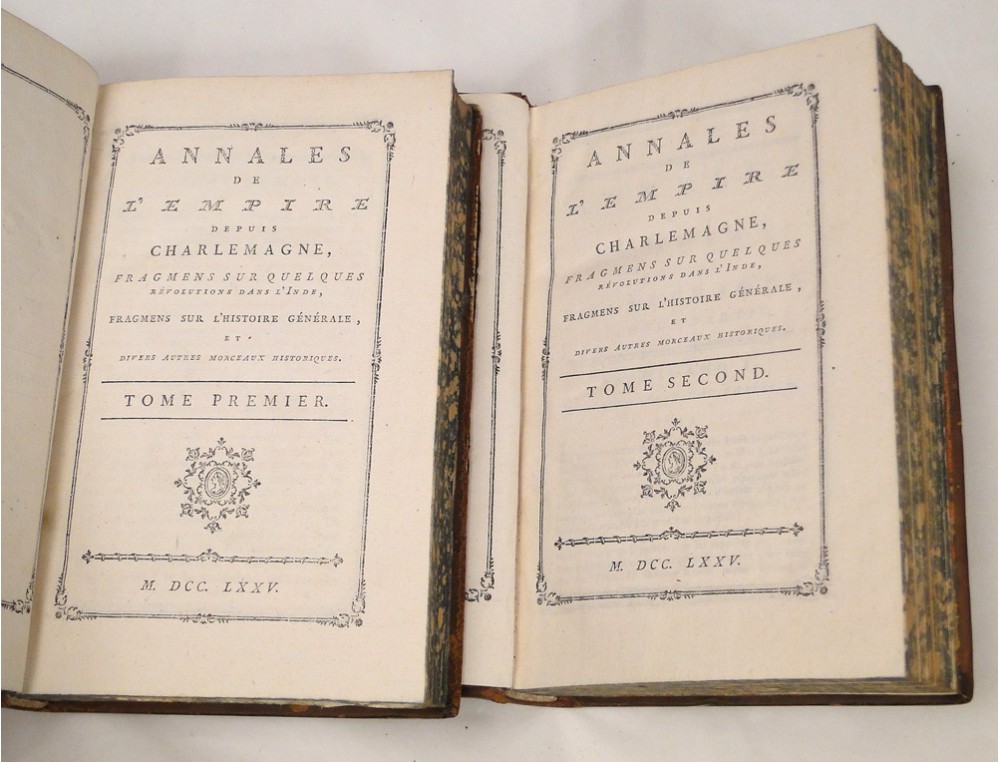 ANNALES
DE
L'EMPIRE
DEPUIS
CHARLEMAGNE,
FRAGMENS SUR QUELQUES
RÉVOLUTIONS DANS L'INDE,
FRAGMENS SUR L'HISTOIRE GÉNÉRALE,
ET
DIVERS AUTRES MORCEAUX HISTORIQUES.
TOME PREMIER.
M. DCC. LXXV.
ANNALES
DE
L'EMPIRE
DEPUIS
CHARLEMAGNE,
FRAGMENS SUR QUELQUES
RÉVOLUTIONS DANS L'INDE,
FRAGMENS SUR L'HISTOIRE GÉNÉRALE,
ET
DIVERS AUTRES MORCEAUX HISTORIQUES.
TOME SECOND.
M. DCC. LXXV.